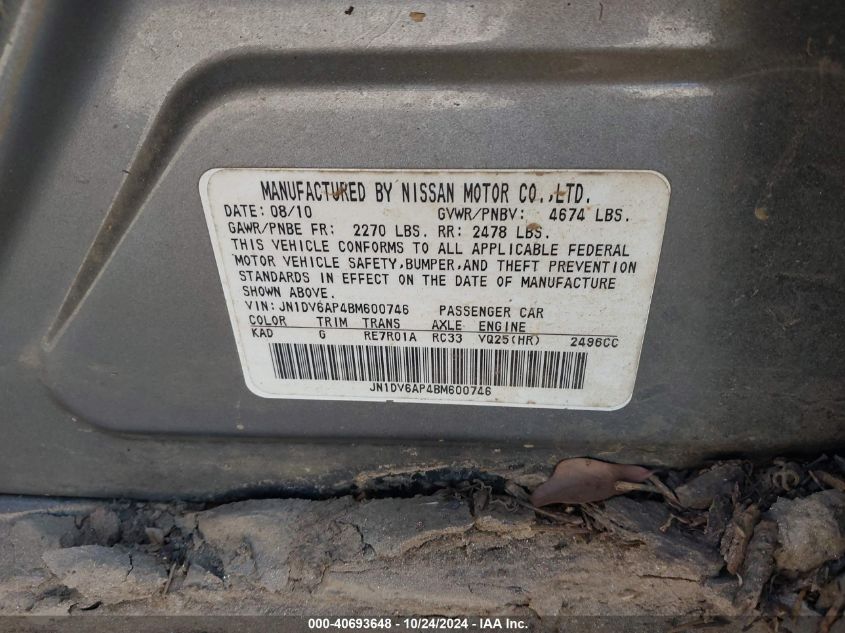 MANUFACTURED BY NISSAN MOTOR CO.,LTD.
DATE: 08/10 GVWR/PNBV: 4674 LBS.
GAWR/PNBE FR: 2270 LBS. RR: 2478 LBS.
THIS VEHICLE CONFORMS TO ALL APPLICABLE FEDERAL
MOTOR VEHICLE SAFETY,BUMPER,AND THEFT PREVENTION
STANDARDS IN EFFECT ON THE DATE OF MANUFACTURE
SHOWN ABOVE.
VIN:JN1DV6AP4BM600746 PASSENGER CAR
COLOR TRIM TRANS AXLE ENGINE
KAD G RE7R01A RC33 VQ25(HR) 2496CC
JN1DV6AP4BM600746
000-40693648 - 10/24/2024 - IAA Inc.